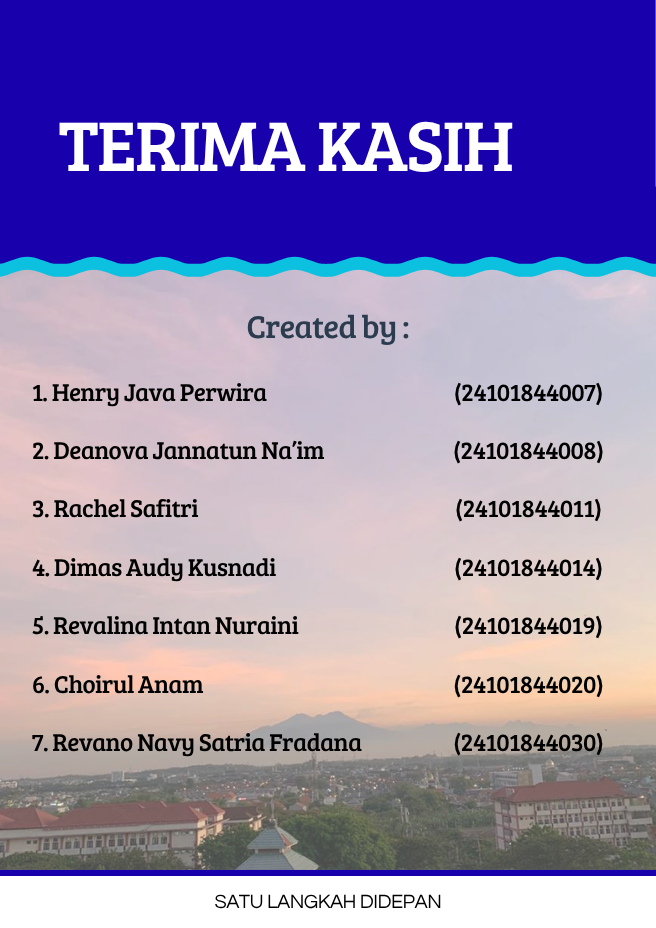 TERIMA KASIH
Created by :
1. Henry Java Perwira (24101844007)
2. Deanova Jannatun Na’im (24101844008)
3. Rachel Safitri (24101844011)
4. Dimas Audy Kusnadi (24101844014)
5. Revalina Intan Nuraini (24101844019)
6. Choirul Anam (24101844020)
7. Revano Navy Satria Fradana (24101844030)
SATU LANGKAH DIDEPAN